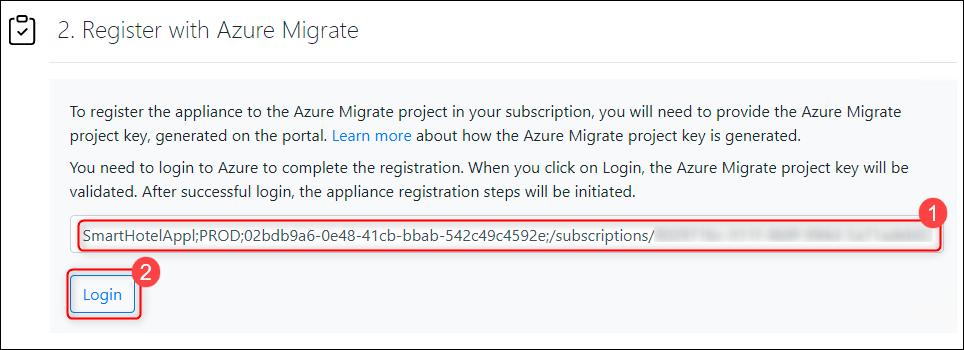 2. Register with Azure Migrate
To register the appliance to the Azure Migrate project in your subscription, you will need to provide the Azure Migrate
project key, generated on the portal. Learn more about how the Azure Migrate project key is generated.
You need to login to Azure to complete the registration. When you click on Login, the Azure Migrate project key will be
validated. After successful login, the appliance registration steps will be initiated.
1
SmartHotelAppl;PROD;02bdb9a6-0e48-41cb-bbab-542c49c4592e;/subscriptions/
2
Login